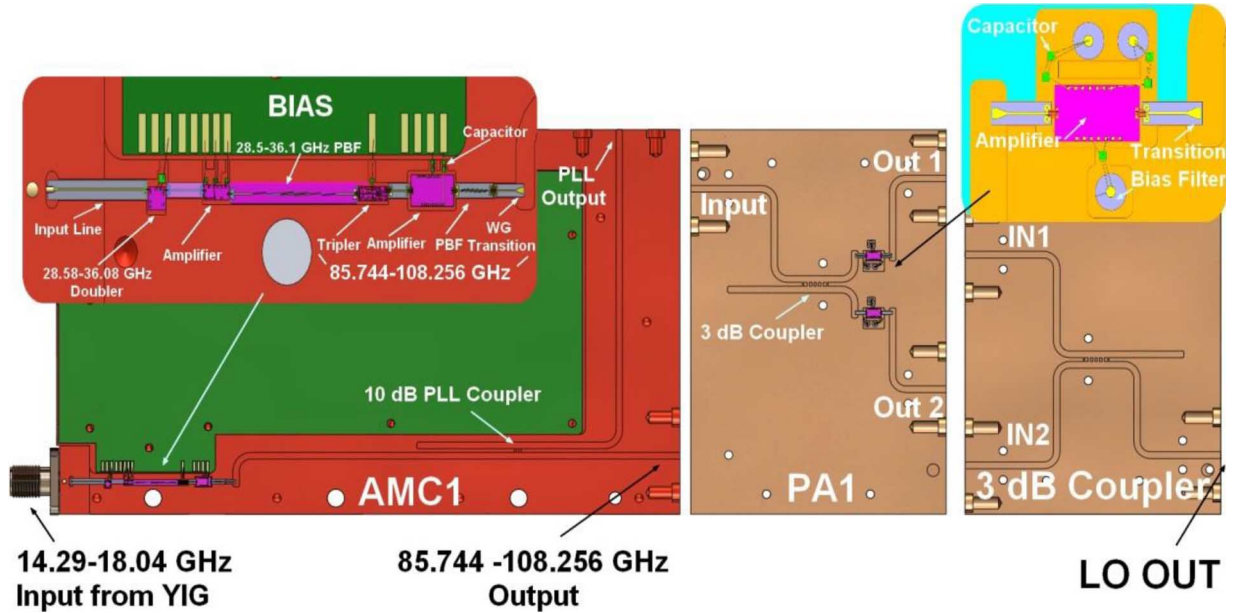 BIAS
Capacitor
28.5-36.1 GHz PBF
Input Line
Amplifier
Tripler
Amplifier
PBF
WG
Transition
28.58-36.08 GHz
Doubler
85.744-108.256 GHz
PLL
Output
10 dB PLL Coupler
AMC1
14.29-18.04 GHz
Input from YIG
85.744 -108.256 GHz
Output
Input
Out 1
3 dB Coupler
Out 2
PA1
Capacitor
Amplifier
Transition
Bias Filter
IN1
IN2
3 dB Coupler
LO OUT